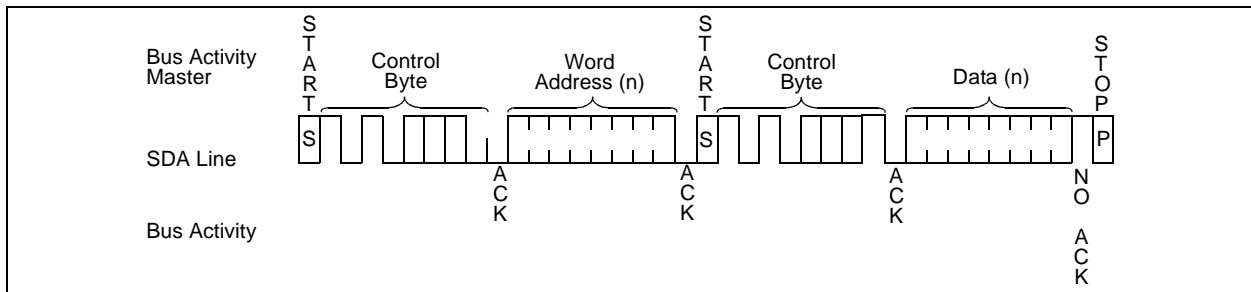 START
Bus Activity
Master
Control
Byte
Word
Address (n)
START
Control
Byte
Data (n)
STOP
S
S
P
SDA Line
ACK
ACK
ACK
NO ACK
Bus Activity